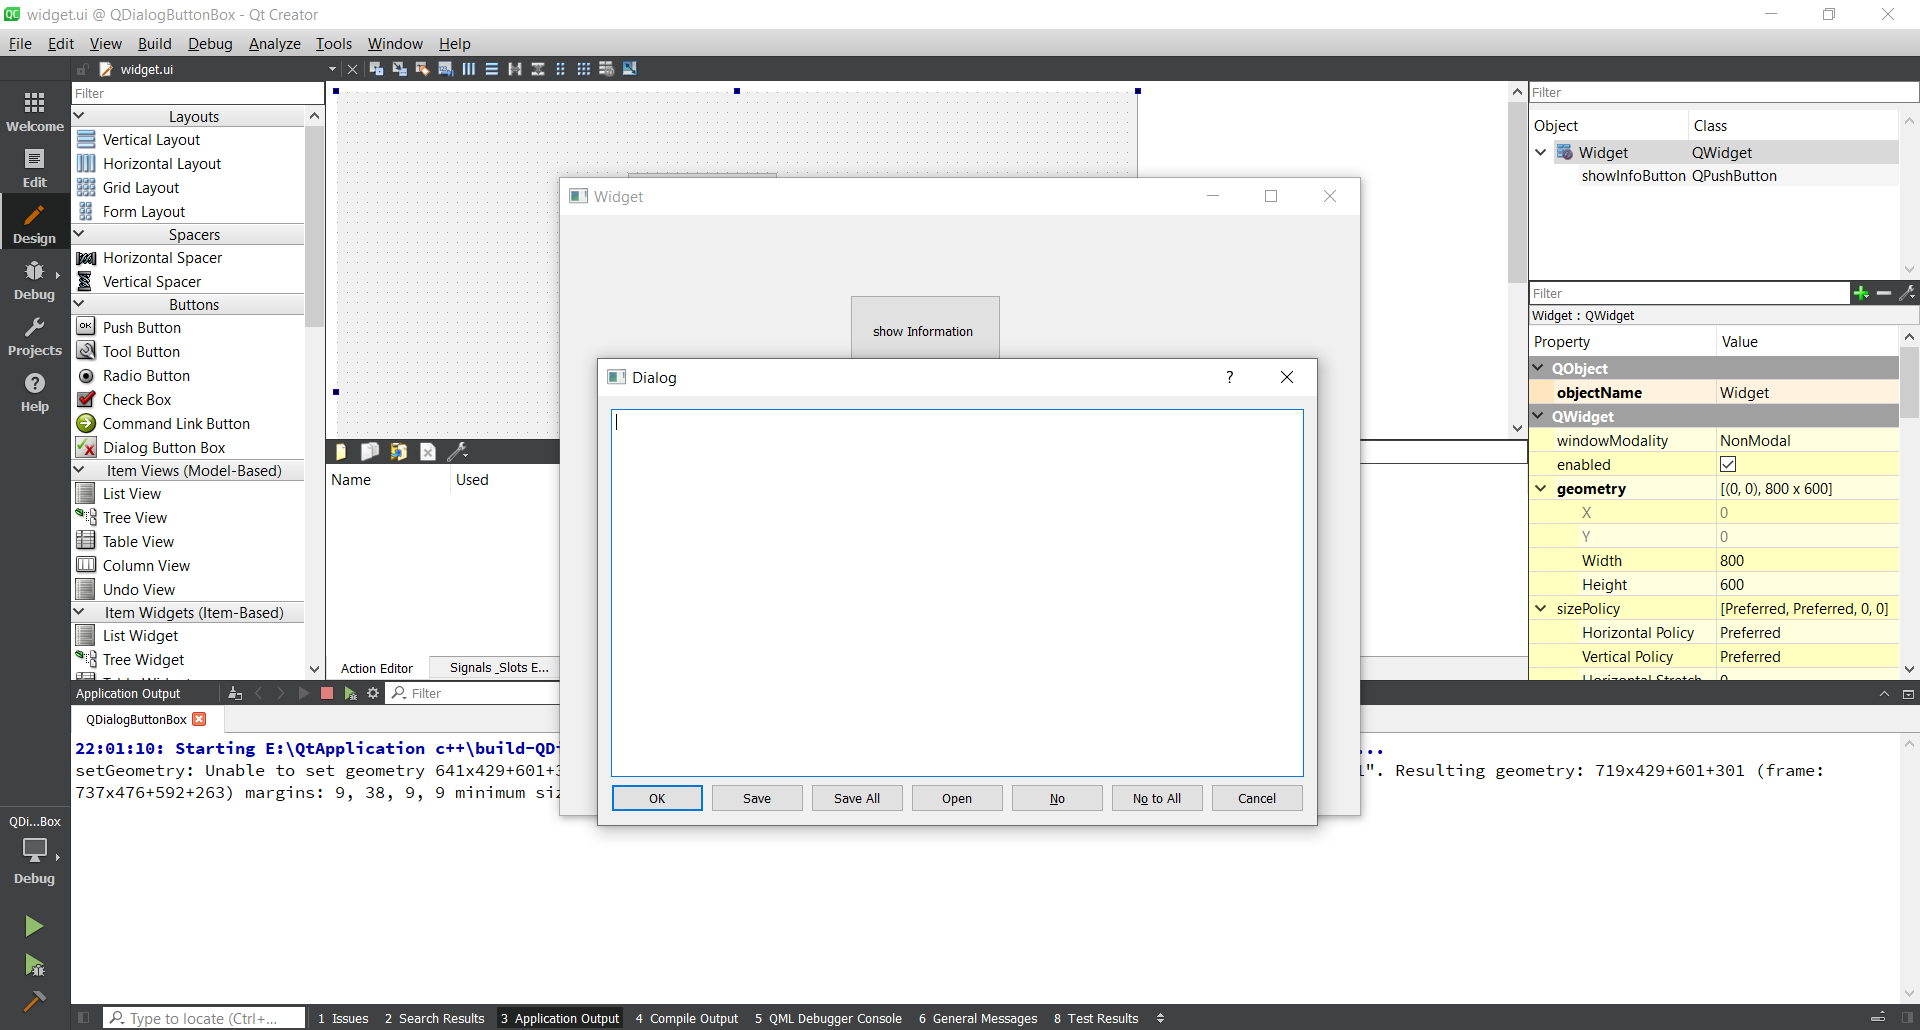 widget.ui @ QDialogButtonBox - Qt Creator
File Edit View Build Debug Analyze Tools Window Help
widget.ui
Filter
Layouts
Vertical Layout
Horizontal Layout
Grid Layout
Form Layout
Spacers
Horizontal Spacer
Vertical Spacer
Buttons
Push Button
Tool Button
Radio Button
Check Box
Command Link Button
Dialog Button Box
Item Views (Model-Based)
List View
Tree View
Table View
Column View
Undo View
Item Widgets (Item-Based)
List Widget
Tree Widget
Welcome
Edit
Design
Debug
Projects
Help
QDi...Box
Debug
Name Used
Action Editor Signals _Slots E...
Widget
show Information
Dialog
?
OK Save Save All Open No No to All Cancel
Filter
Object Class
Widget QWidget
showInfoButton QPushButton
Filter
Widget : QWidget
Property Value
QObject
objectName Widget
QWidget
windowModality NonModal
enabled
geometry [(0, 0), 800 x 600]
X 0
Y 0
Width 800
Height 600
sizePolicy [Preferred, Preferred, 0, 0]
Horizontal Policy Preferred
Vertical Policy Preferred
Horizontal Stretch 0
Application Output Filter
QDialogButtonBox
22:01:10: Starting E:\QtApplication c++\build-QD ...
setGeometry: Unable to set geometry 641x429+601+ ". Resulting geometry: 719x429+601+301 (frame:
737x476+592+263) margins: 9, 38, 9, 9 minimum siz
Type to locate (Ctrl+... 1 Issues 2 Search Results 3 Application Output 4 Compile Output 5 QML Debugger Console 6 General Messages 8 Test Results